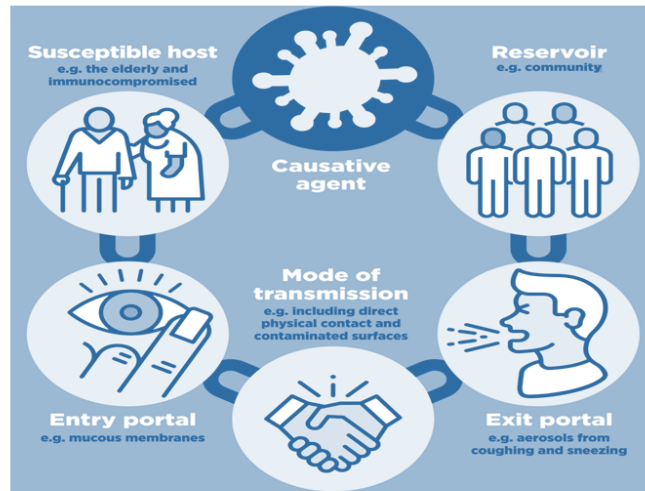 Susceptible host
e.g. the elderly and
immunocompromised
Reservoir
e.g. community
Causative
agent
Mode of
transmission
e.g. including direct
physical contact and
contaminated surfaces
Entry portal
e.g. mucous membranes
Exit portal
e.g. aerosols from
coughing and sneezing